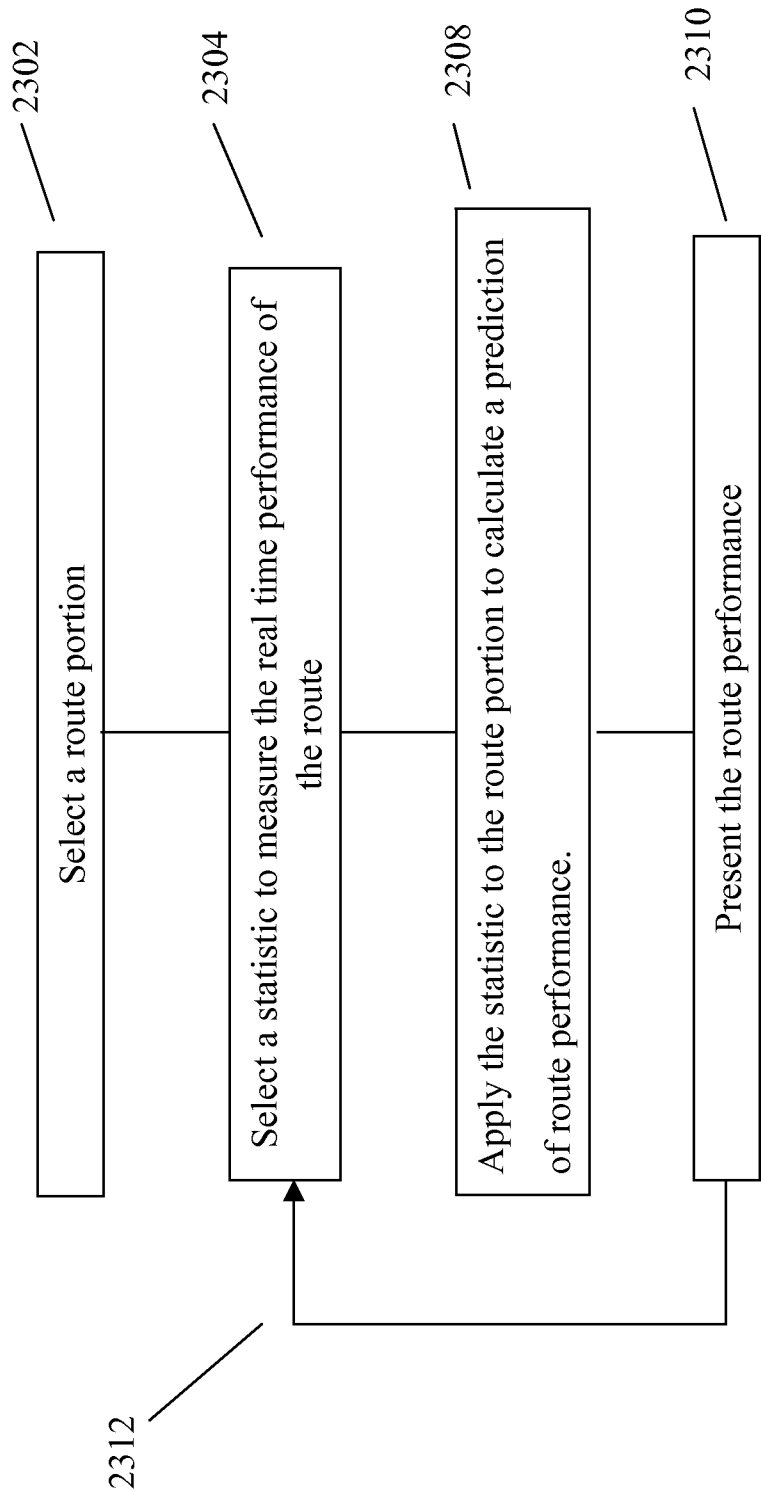 2302
Select a route portion
2304
Select a statistic to measure the real time performance of
the route
2308
Apply the statistic to the route portion to calculate a prediction
of route performance.
2310
Present the route performance
2312